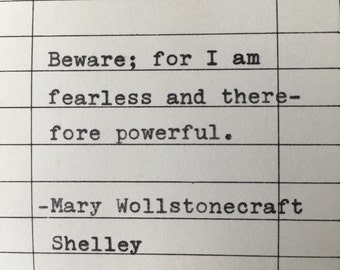 Beware; for I am
fearless and there-
fore powerful.
-Mary Wollstonecraft
Shelley